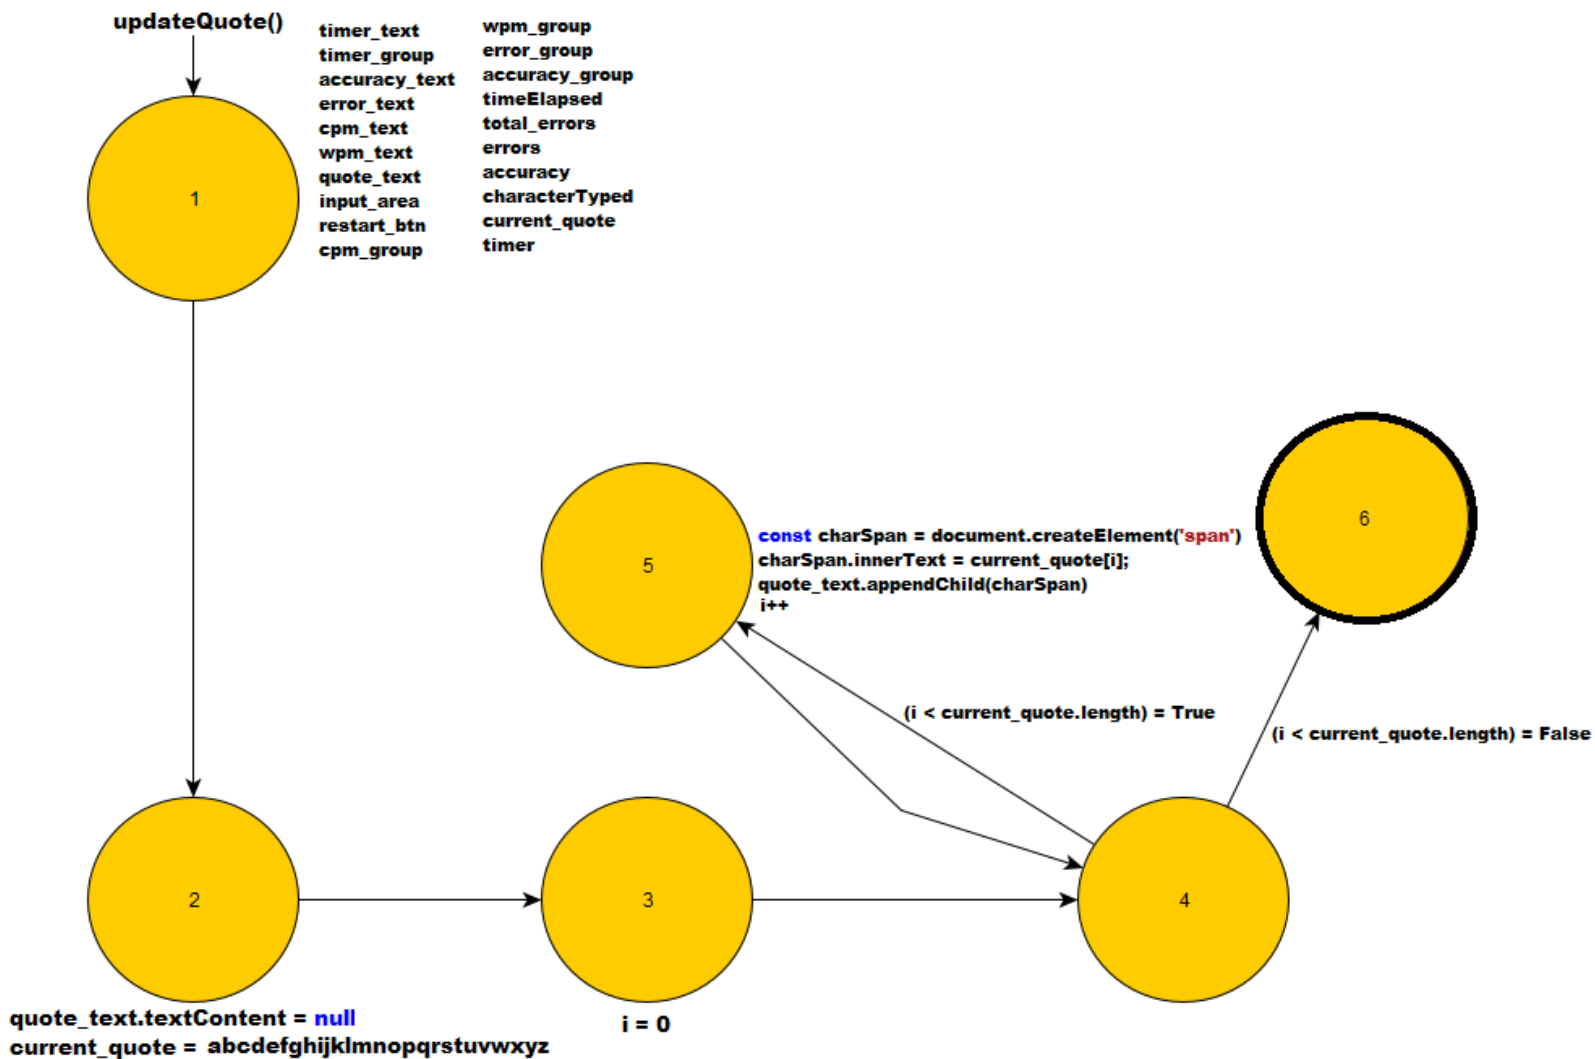 updateQuote()
timer_text
timer_group
accuracy_text
error_text
cpm_text
wpm_text
quote_text
input_area
restart_btn
cpm_group
wpm_group
error_group
accuracy_group
timeElapsed
total_errors
errors
accuracy
characterTyped
current_quote
timer
1
6
5
const charSpan = document.createElement('span')
charSpan.innerText = current_quote[i];
quote_text.appendChild(charSpan)
i++
(i < current_quote.length) = True
(i < current_quote.length) = False
2
3
4
quote_text.textContent = null
current_quote = abcdefghijklmnopqrstuvwxyz
i = 0